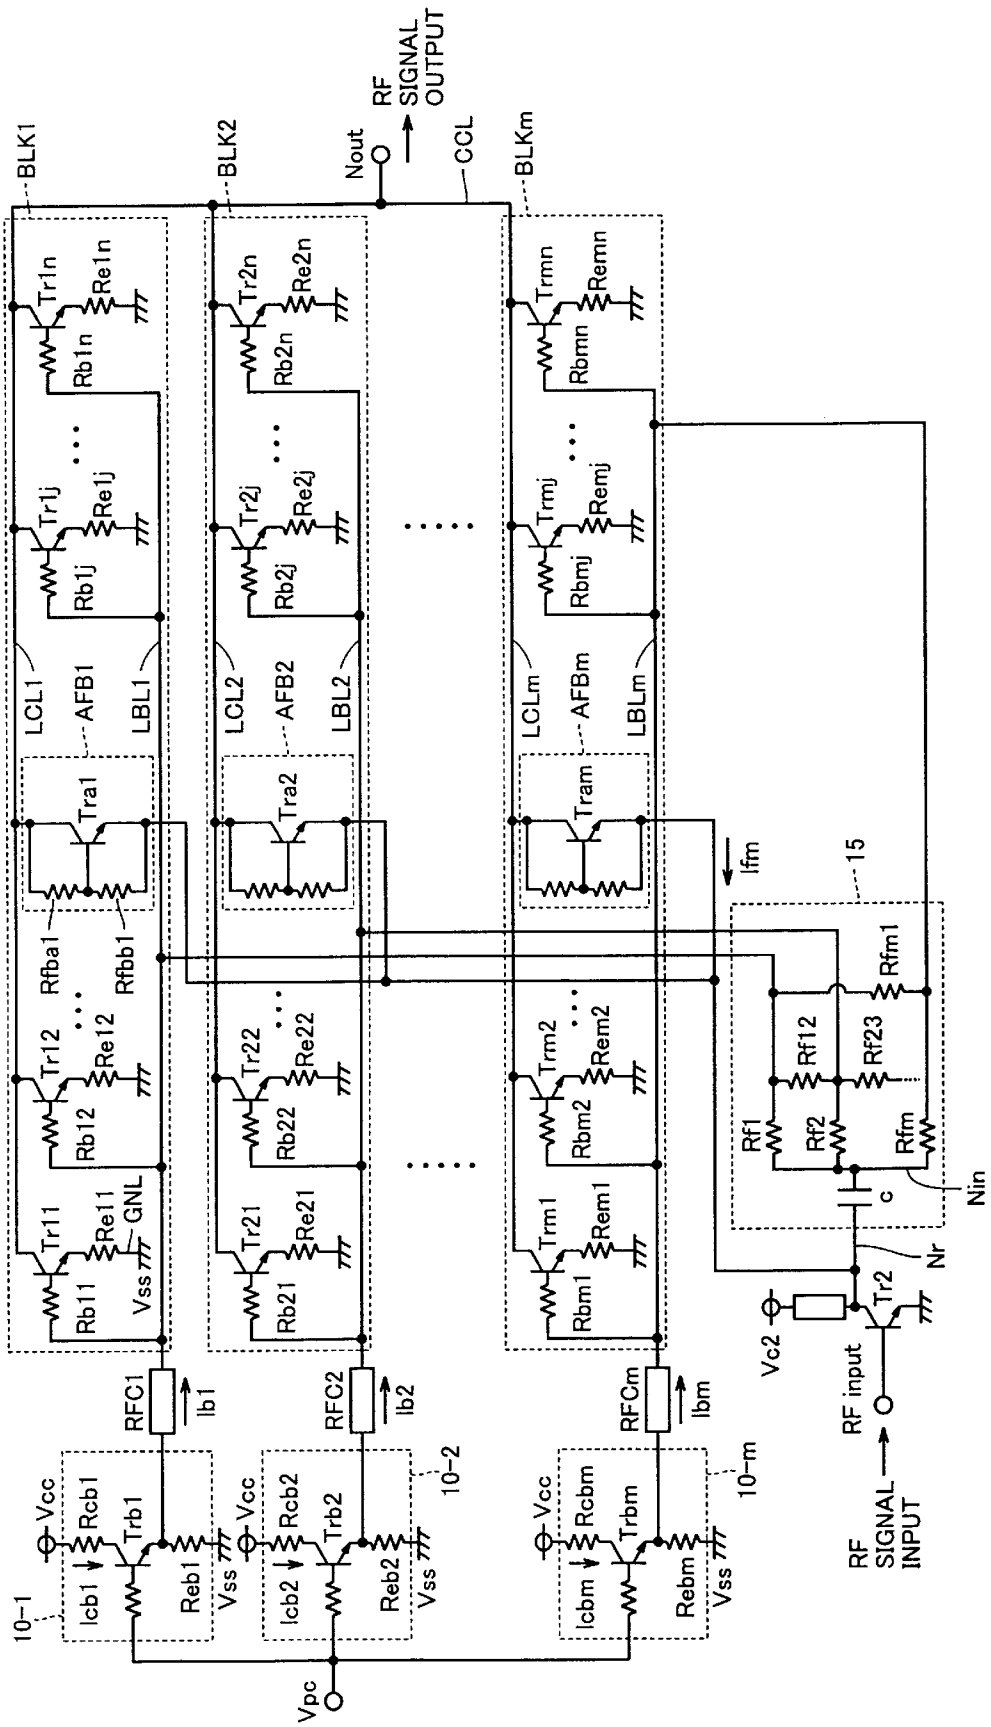 BLK1
Tr1n
Re1n
Rb1n
Tr1j
Re1j
Rb1j
LCL1
AFB1
LBL1
Tra1
Rfba1
Rfbb1
Tr12
Re12
Rb12
Tr11
Re11
GNL
Vss
Rb11
RFC1
Ib1
Vcc
Rcb1
Trb1
Icb1
Reb1
Vss
10-1
BLK2
Tr2n
Re2n
Rb2n
Tr2j
Re2j
Rb2j
LCL2
AFB2
LBL2
Tra2
Tr22
Re22
Rb22
Tr21
Re21
Rb21
RFC2
Ib2
10-2
Vcc
Rcb2
Trb2
Icb2
Reb2
Vss
Nout
RF
SIGNAL
OUTPUT
CCL
BLKm
Trmn
Remn
Rbmn
Trmj
Remj
Rbmj
LCLm
AFBm
LBLm
Tram
Trm2
Rem2
Rbm2
Trm1
Rem1
Rbm1
RFCm
Ibm
10-m
Vcc
Rcbm
Trbm
Icbm
Rebm
Vss
Vpc
Ifm
15
Rfm1
Rf12
Rf23
Rf1
Rf2
Rfm
c
Nin
Nr
Tr2
Vc2
RF input
RF
SIGNAL
INPUT